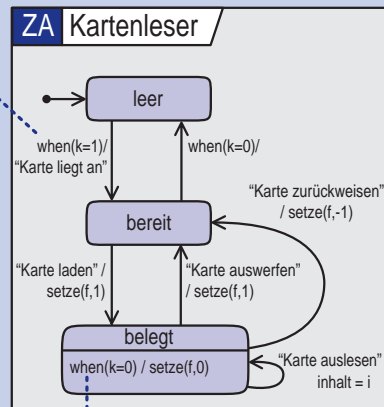 ZA Kartenleser
leer
when(k=1)/
“Karte liegt an”
when(k=0)/
“Karte zurückweisen”
/ setze(f,-1)
bereit
“Karte laden” /
setze(f,1)
“Karte auswerfen”
/ setze(f,1)
belegt
when(k=0) / setze(f,0)
“Karte auslesen”
inhalt = i